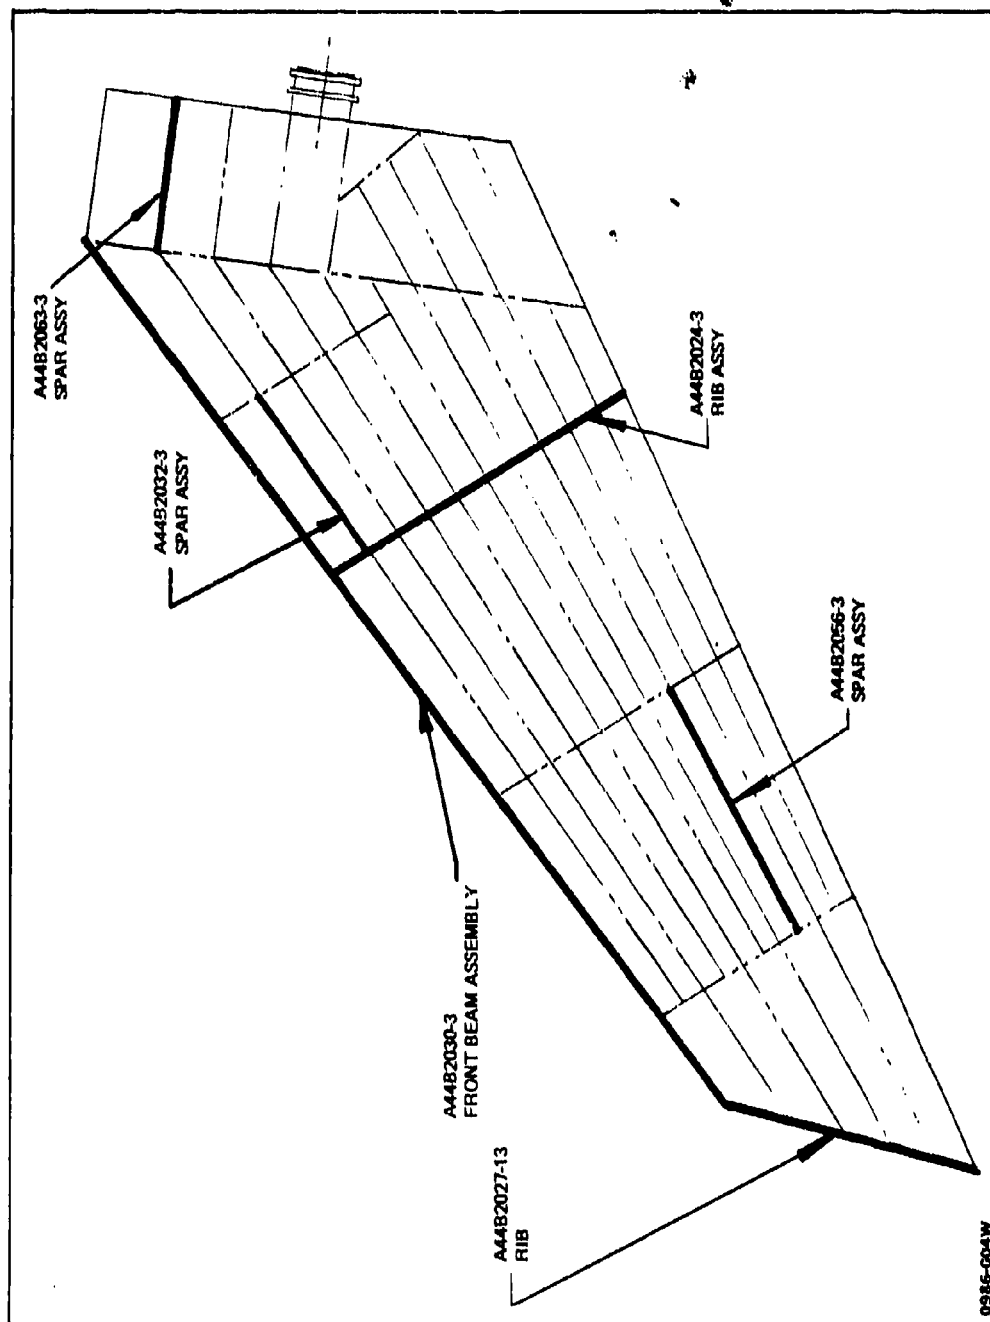 A44B2063-3
SPAR ASSY
A44B2032-3
SPAR ASSY
A44B2024-3
RIB ASSY
A44B2056-3
SPAR ASSY
A44B2030-3
FRONT BEAM ASSEMBLY
A44B2027-13
RIB
0986-G04W